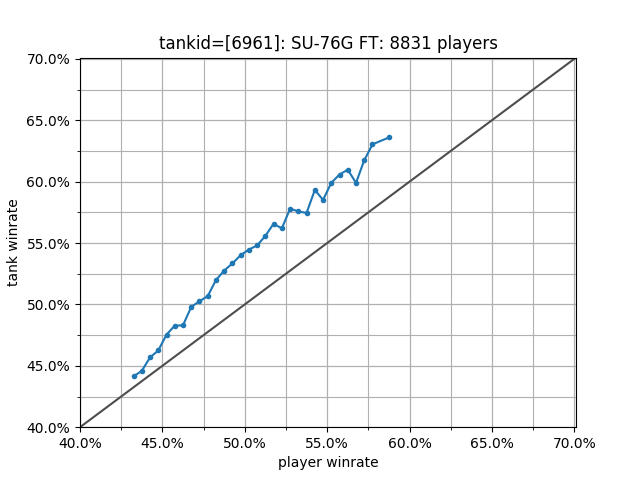 tankid=[6961]: SU-76G FT: 8831 players
70.0%
65.0%
60.0%
55.0%
50.0%
45.0%
40.0%
tank winrate
40.0% 45.0% 50.0% 55.0% 60.0% 65.0% 70.0%
player winrate